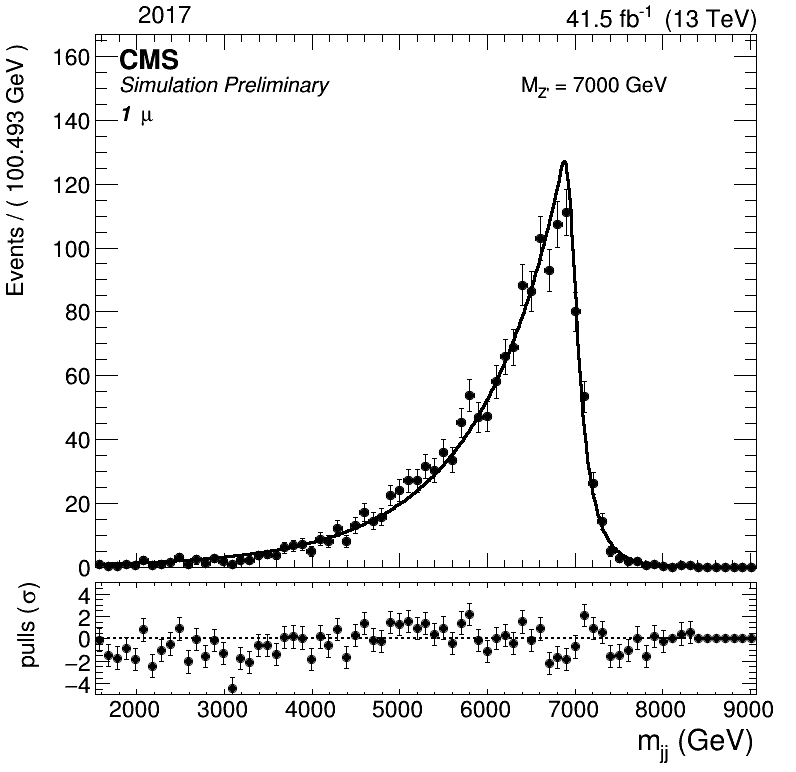 2017 41.5 fb⁻¹ (13 TeV)
CMS
Simulation Preliminary
M_Z' = 7000 GeV
1 μ
Events / ( 100.493 GeV )
160
140
120
100
80
60
40
20
0
pulls (σ)
4
2
0
−2
−4
2000 3000 4000 5000 6000 7000 8000 9000
m_jj (GeV)